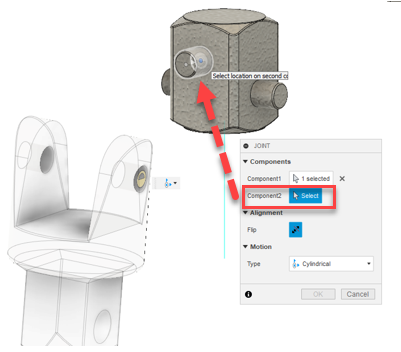 Select location on second o
JOINT
Components
Component1 1 selected
Component2 Select
Alignment
Flip
Motion
Type Cylindrical
OK Cancel